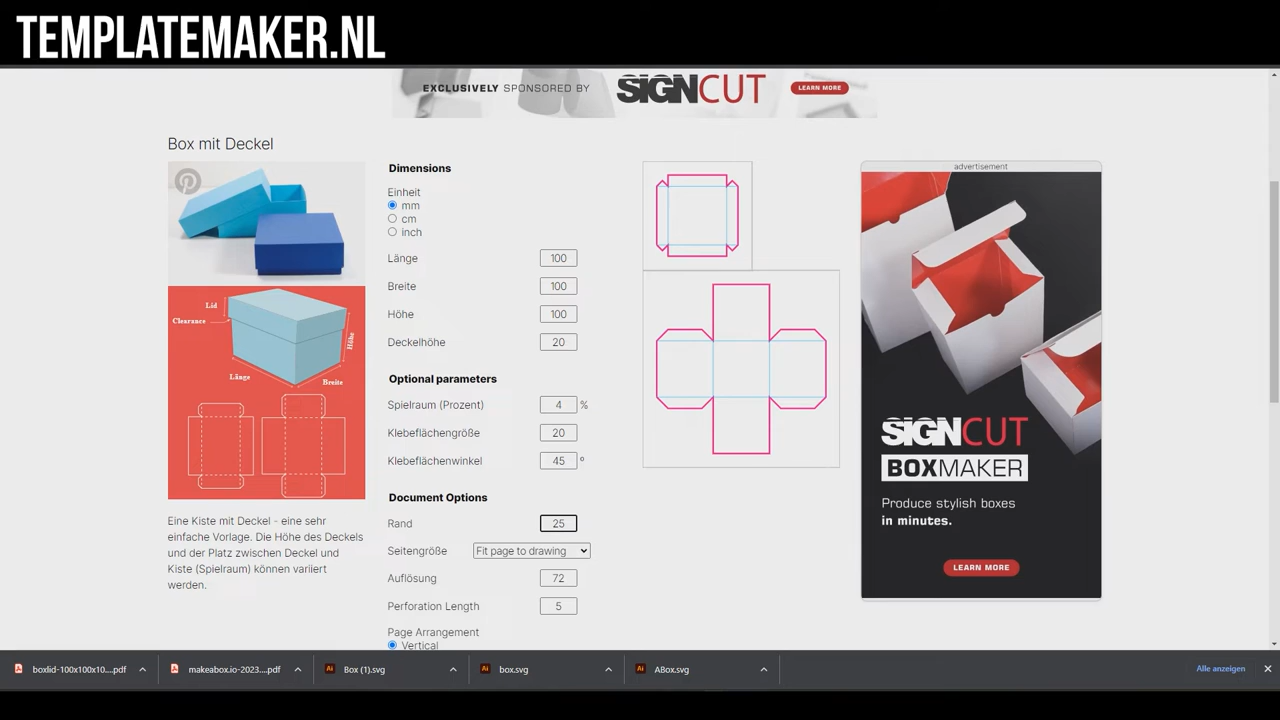 TEMPLATEMAKER.NL
EXCLUSIVELY SPONSORED BY SIGNCUT LEARN MORE
Box mit Deckel
Lid
Clearance
Höhe
Länge
Breite
Eine Kiste mit Deckel - eine sehr
einfache Vorlage. Die Höhe des Deckels
und der Platz zwischen Deckel und
Kiste (Spielraum) können variiert
werden.
Dimensions
Einheit
mm
cm
inch
Länge 100
Breite 100
Höhe 100
Deckelhöhe 20
Optional parameters
Spielraum (Prozent) 4 %
Klebeflächengröße 20
Klebeflächenwinkel 45 º
Document Options
Rand 25
Seitengröße Fit page to drawing
Auflösung 72
Perforation Length 5
Page Arrangement
Vertical
advertisement
SIGNCUT
BOXMAKER
Produce stylish boxes
in minutes.
LEARN MORE
boxlid-100x100x10....pdf
makeabox.io-2023....pdf
Box (1).svg
box.svg
ABox.svg
Alle anzeigen